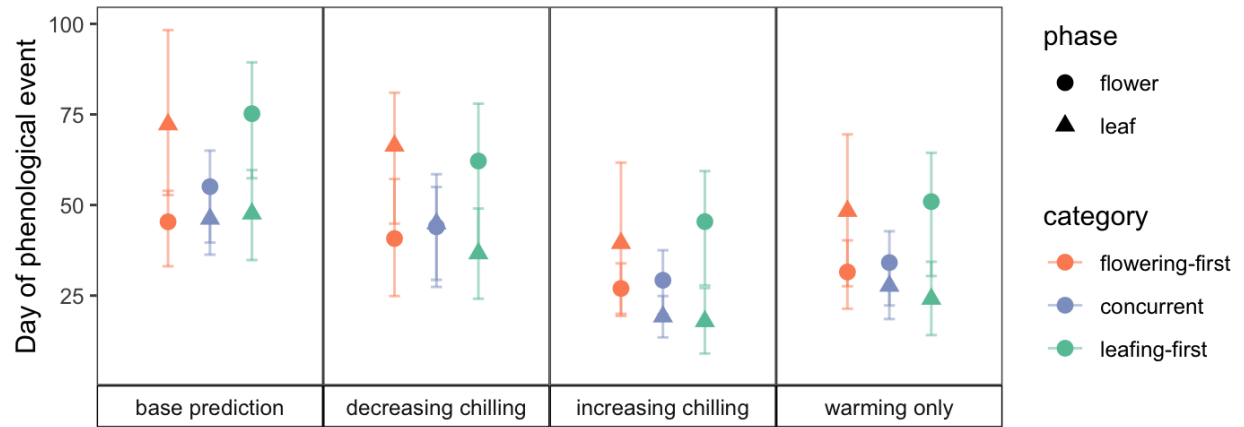 Day of phenological event
100
75
50
25
base prediction
decreasing chilling
increasing chilling
warming only
phase
flower
leaf
category
flowering-first
concurrent
leafing-first